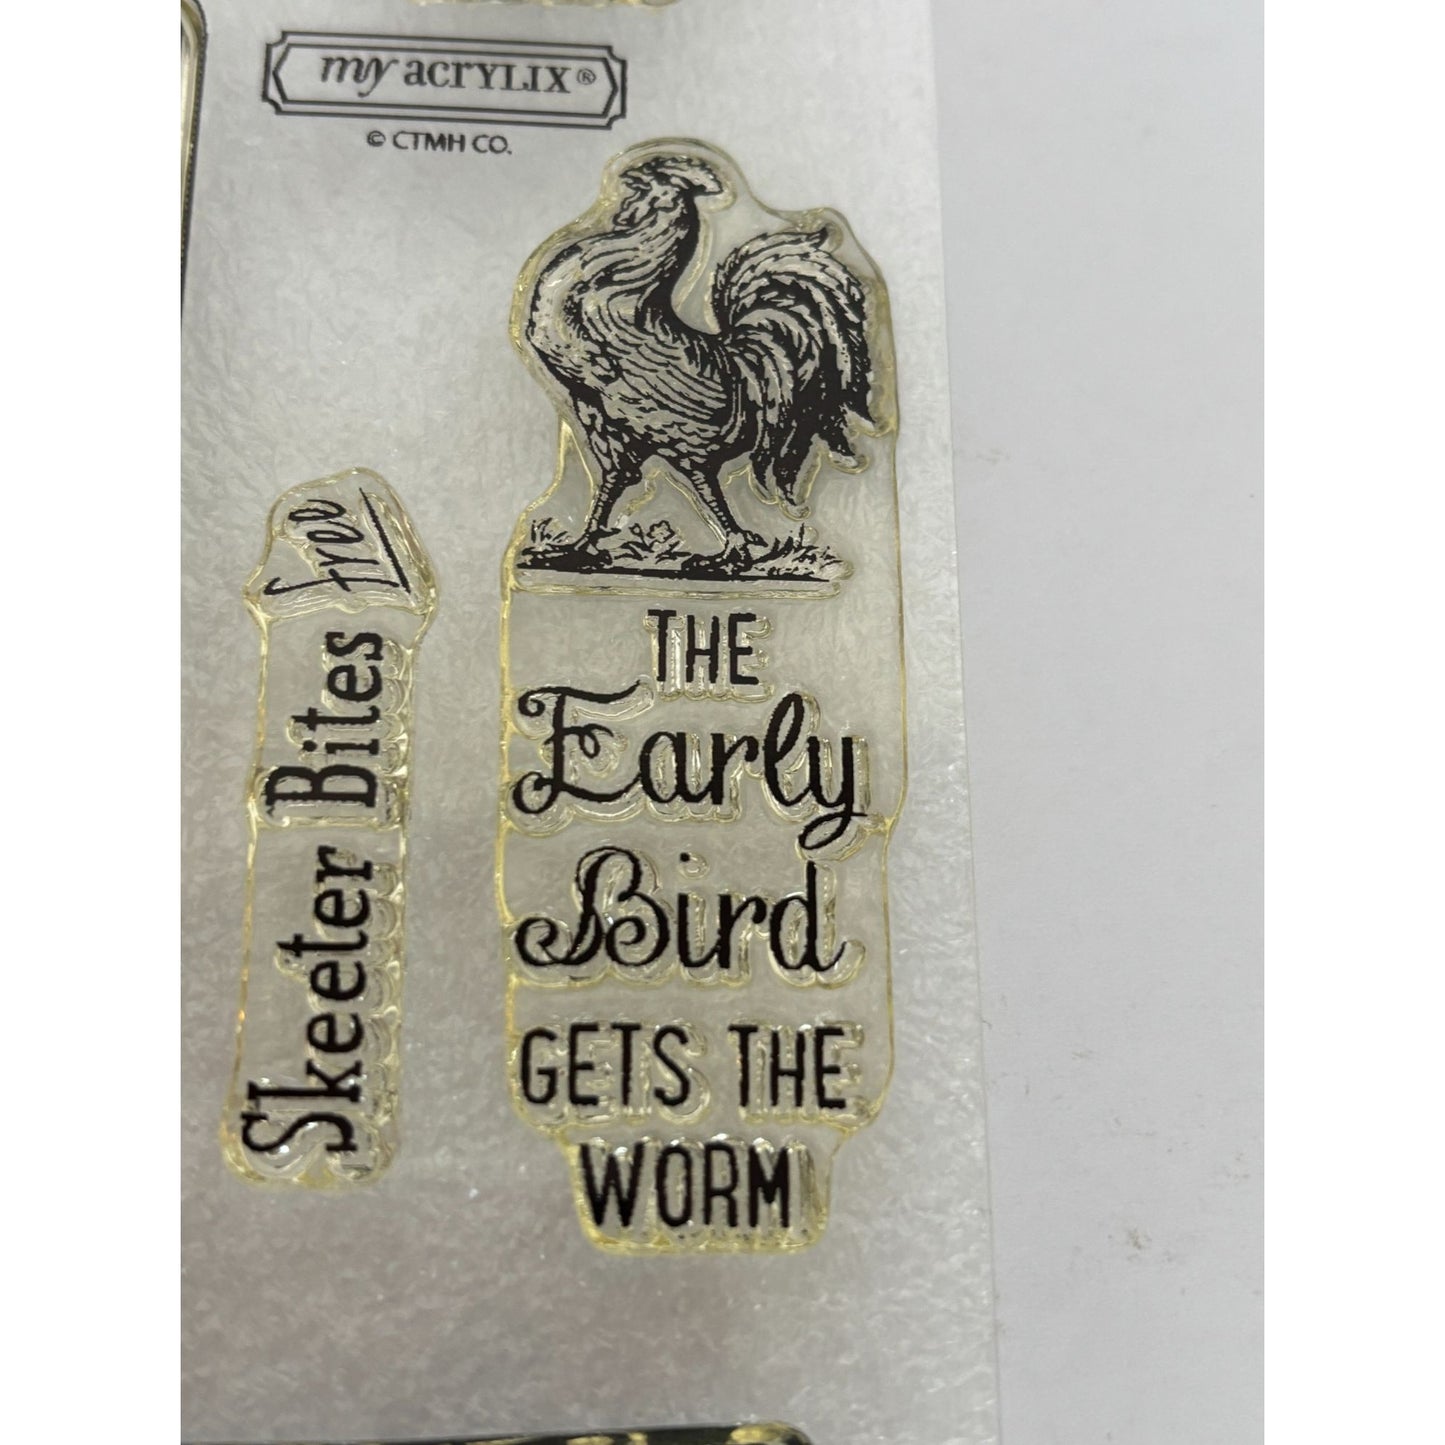 my acrylix®
© CTMH CO.
Skeeter Bites free
THE
Early
Bird
GETS THE
WORM